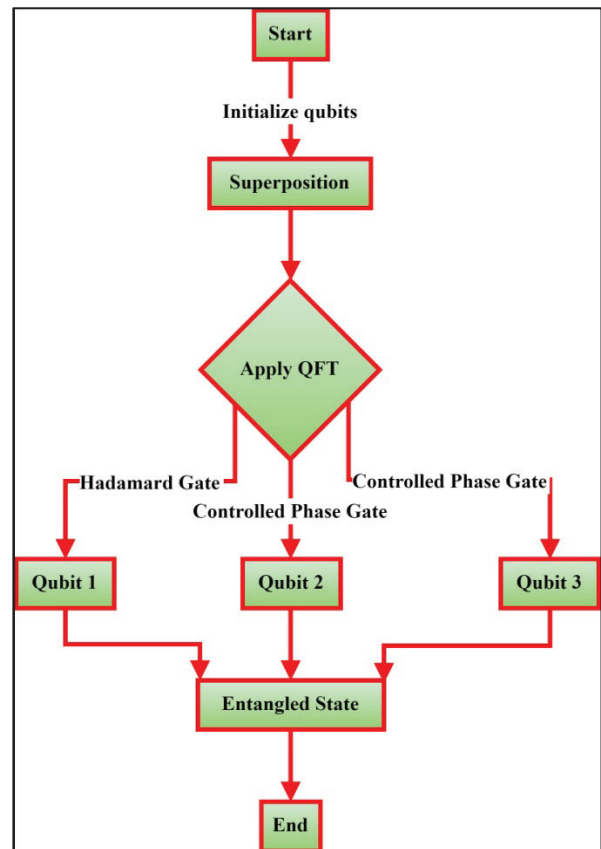 Start
Initialize qubits
Superposition
Apply QFT
Hadamard Gate
Controlled Phase Gate
Controlled Phase Gate
Qubit 1
Qubit 2
Qubit 3
Entangled State
End